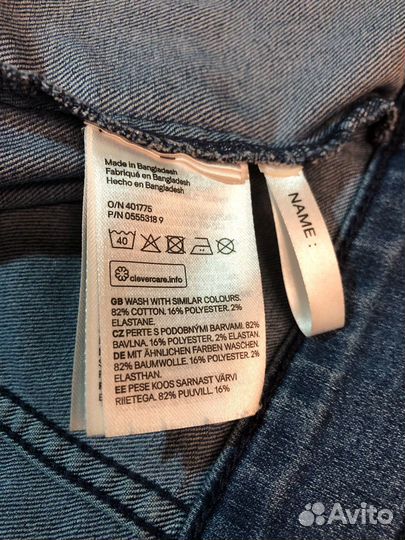 Made in Bangladesh
Fabriqué en Bangladesh
Hecho en Bangladesh
O/N 401775
P/N 0555318 9
40
clevercare.info
GB WASH WITH SIMILAR COLOURS.
82% COTTON. 16% POLYESTER. 2%
ELASTANE.
CZ PERTE S PODOBNÝMI BARVAMI. 82%
BAVLNA. 16% POLYESTER. 2% ELASTAN.
DE MIT ÄHNLICHEN FARBEN WASCHEN.
82% BAUMWOLLE. 16% POLYESTER. 2%
ELASTHAN.
EE PESE KOOS SARNAST VÄRVI
RIIETEGA. 82% PUUVILL. 16%
NAME :
Avito